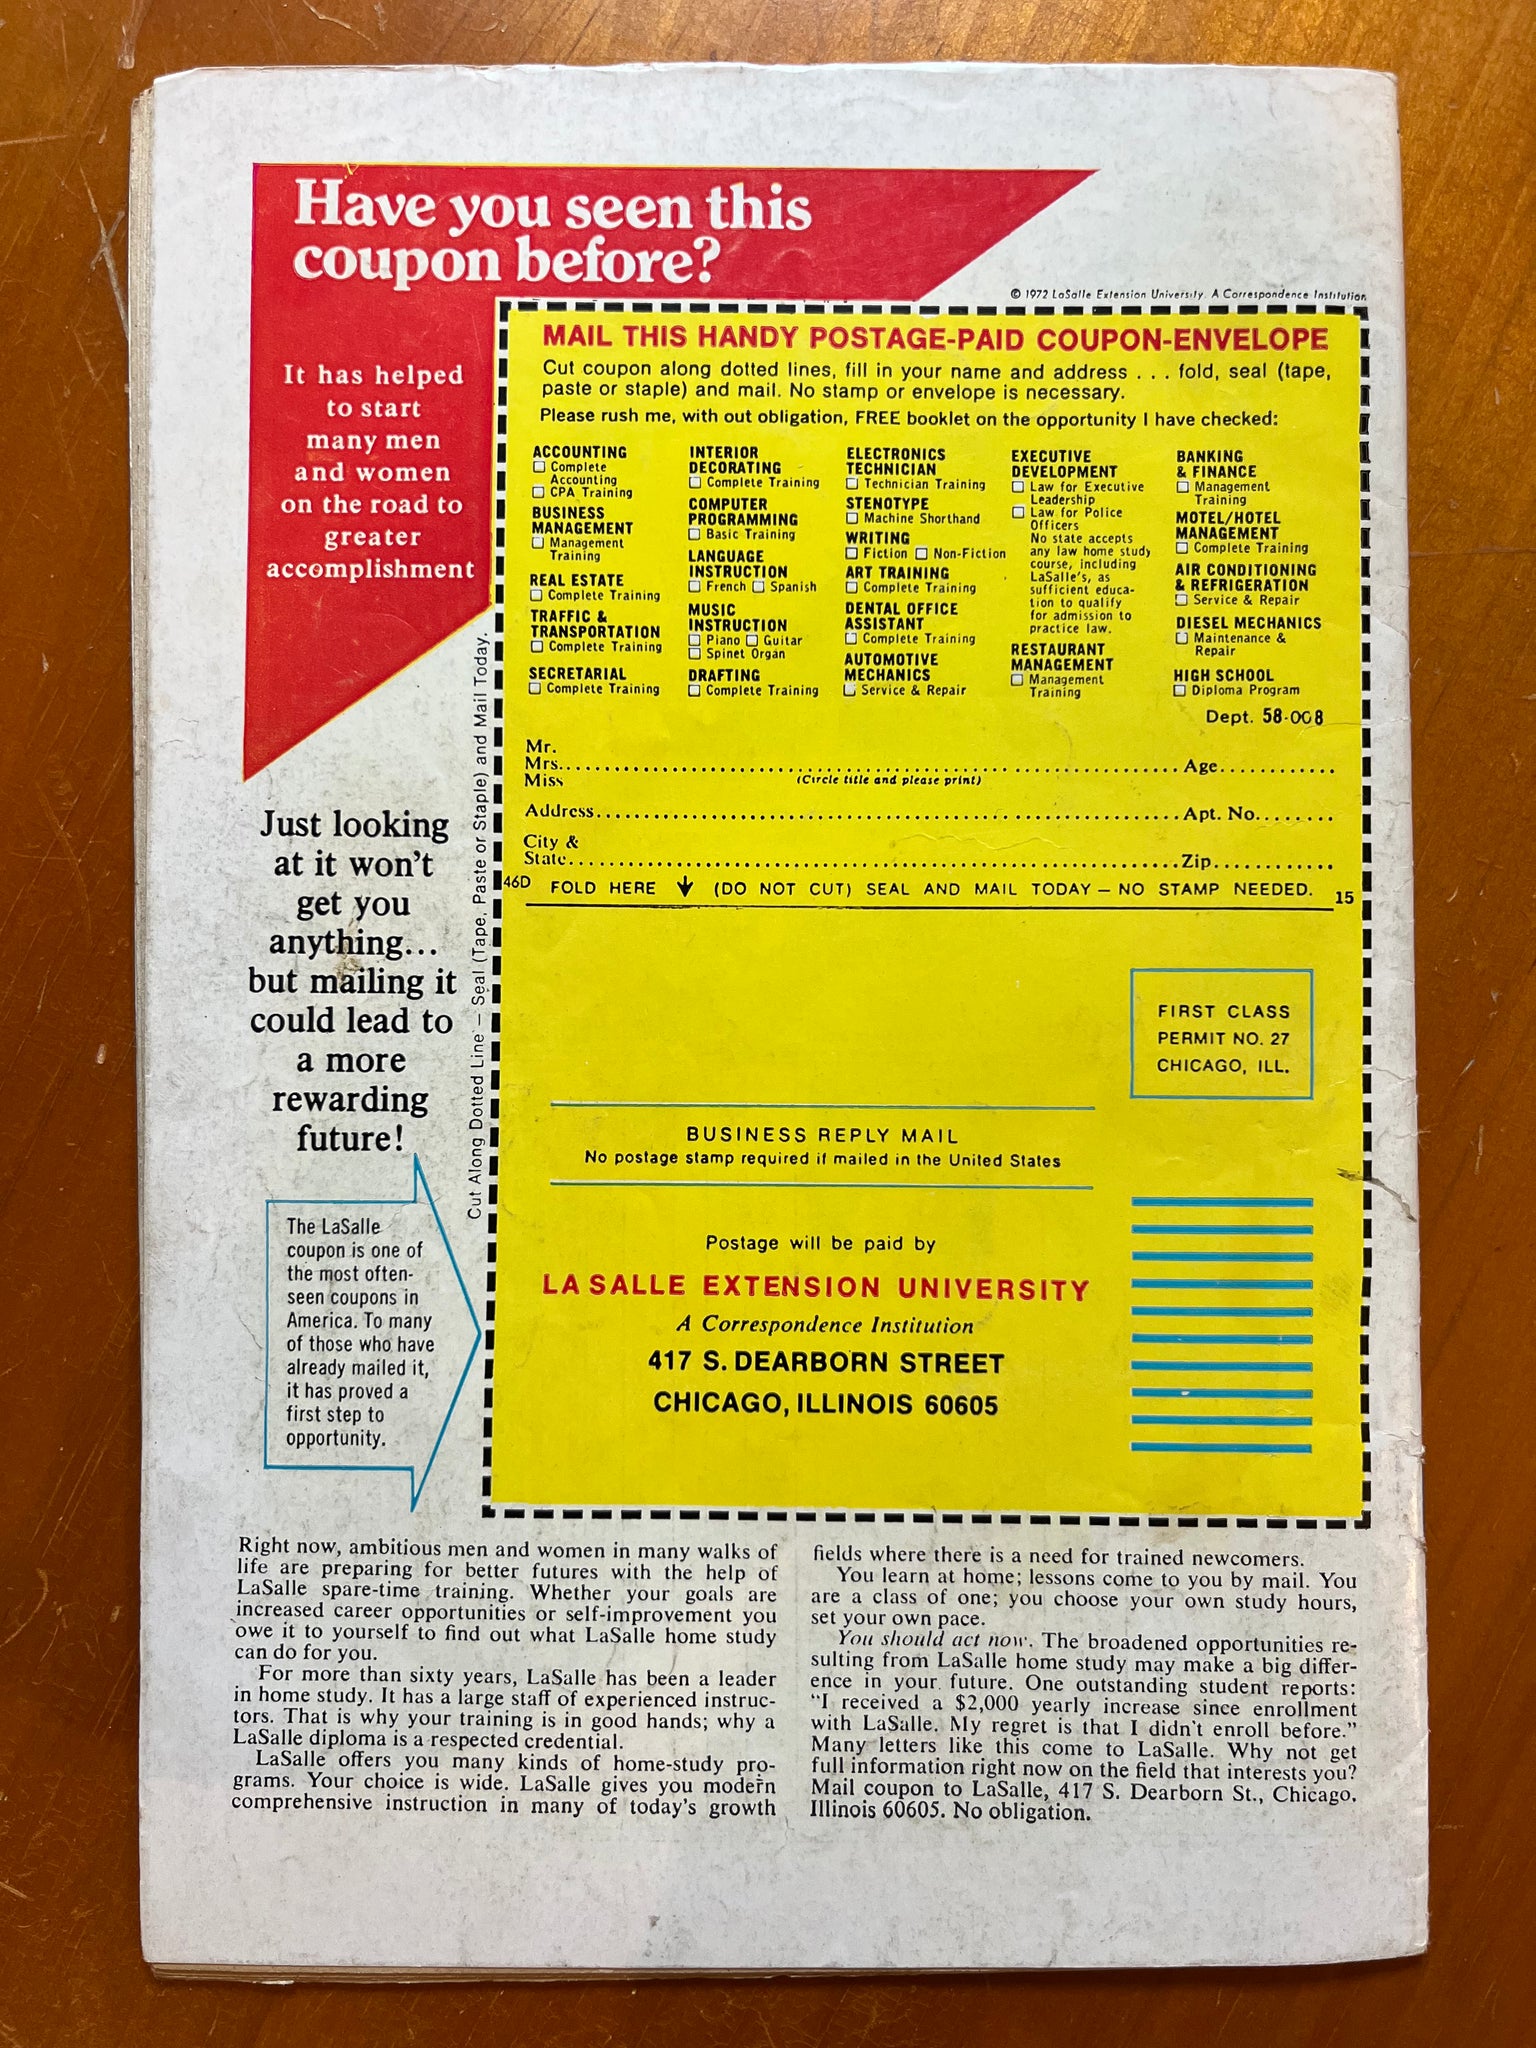 Have you seen this
coupon before?
© 1972 LaSalle Extension University. A Correspondence Institution
It has helped
to start
many men
and women
on the road to
greater
accomplishment
MAIL THIS HANDY POSTAGE-PAID COUPON-ENVELOPE
Cut coupon along dotted lines, fill in your name and address . . . fold, seal (tape,
paste or staple) and mail. No stamp or envelope is necessary.
Please rush me, with out obligation, FREE booklet on the opportunity I have checked:
ACCOUNTING
Complete
Accounting
CPA Training
BUSINESS
MANAGEMENT
Management
Training
REAL ESTATE
Complete Training
TRAFFIC &
TRANSPORTATION
Complete Training
SECRETARIAL
Complete Training
INTERIOR
DECORATING
Complete Training
COMPUTER
PROGRAMMING
Basic Training
LANGUAGE
INSTRUCTION
French Spanish
MUSIC
INSTRUCTION
Piano Guitar
Spinet Organ
DRAFTING
Complete Training
ELECTRONICS
TECHNICIAN
Technician Training
STENOTYPE
Machine Shorthand
WRITING
Fiction Non-Fiction
ART TRAINING
Complete Training
DENTAL OFFICE
ASSISTANT
Complete Training
AUTOMOTIVE
MECHANICS
Service & Repair
EXECUTIVE
DEVELOPMENT
Law for Executive
Leadership
Law for Police
Officers
No state accepts
any law home study
course, including
LaSalle's, as
sufficient educa-
tion to qualify
for admission to
practice law.
RESTAURANT
MANAGEMENT
Management
Training
BANKING
& FINANCE
Management
Training
MOTEL/HOTEL
MANAGEMENT
Complete Training
AIR CONDITIONING
& REFRIGERATION
Service & Repair
DIESEL MECHANICS
Maintenance &
Repair
HIGH SCHOOL
Diploma Program
Dept. 58-008
Mr.
Mrs. Age
Miss (Circle title and please print)
Address Apt. No.
City &
State Zip
46D FOLD HERE (DO NOT CUT) SEAL AND MAIL TODAY — NO STAMP NEEDED. 15
Cut Along Dotted Line — Seal (Tape, Paste or Staple) and Mail Today.
Just looking
at it won't
get you
anything...
but mailing it
could lead to
a more
rewarding
future!
The LaSalle
coupon is one of
the most often-
seen coupons in
America. To many
of those who have
already mailed it,
it has proved a
first step to
opportunity.
FIRST CLASS
PERMIT NO. 27
CHICAGO, ILL.
BUSINESS REPLY MAIL
No postage stamp required if mailed in the United States
Postage will be paid by
LA SALLE EXTENSION UNIVERSITY
A Correspondence Institution
417 S. DEARBORN STREET
CHICAGO, ILLINOIS 60605
Right now, ambitious men and women in many walks of
life are preparing for better futures with the help of
LaSalle spare-time training. Whether your goals are
increased career opportunities or self-improvement you
owe it to yourself to find out what LaSalle home study
can do for you.
For more than sixty years, LaSalle has been a leader
in home study. It has a large staff of experienced instruc-
tors. That is why your training is in good hands; why a
LaSalle diploma is a respected credential.
LaSalle offers you many kinds of home-study pro-
grams. Your choice is wide. LaSalle gives you modern
comprehensive instruction in many of today's growth
fields where there is a need for trained newcomers.
You learn at home; lessons come to you by mail. You
are a class of one; you choose your own study hours,
set your own pace.
You should act now. The broadened opportunities re-
sulting from LaSalle home study may make a big differ-
ence in your future. One outstanding student reports:
"I received a $2,000 yearly increase since enrollment
with LaSalle. My regret is that I didn't enroll before."
Many letters like this come to LaSalle. Why not get
full information right now on the field that interests you?
Mail coupon to LaSalle, 417 S. Dearborn St., Chicago,
Illinois 60605. No obligation.